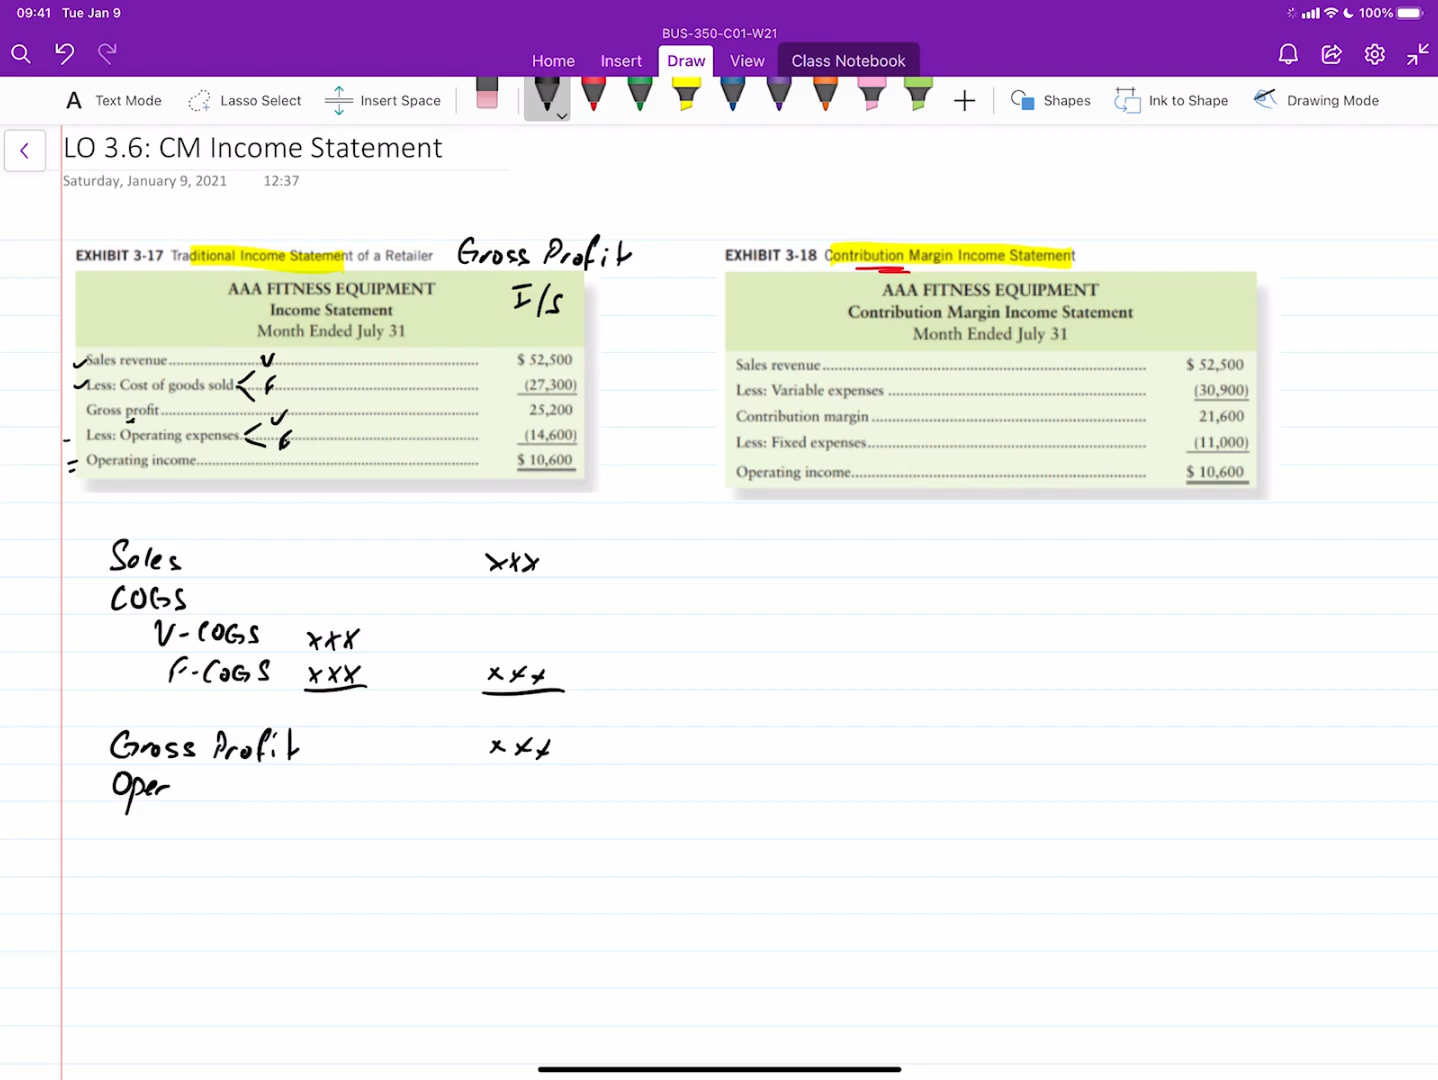 09:41 Tue Jan 9 100%
BUS-350-C01-W21
Home Insert Draw View Class Notebook
A Text Mode Lasso Select Insert Space Shapes Ink to Shape Drawing Mode
LO 3.6: CM Income Statement
Saturday, January 9, 2021 12:37
EXHIBIT 3-17 Traditional Income Statement of a Retailer
Gross Profit
I/S
AAA FITNESS EQUIPMENT
Income Statement
Month Ended July 31
Sales revenue $ 52,500
V
Less: Cost of goods sold (27,300)
F
Gross profit 25,200
V
Less: Operating expenses (14,600)
F
Operating income $ 10,600
EXHIBIT 3-18 Contribution Margin Income Statement
AAA FITNESS EQUIPMENT
Contribution Margin Income Statement
Month Ended July 31
Sales revenue $ 52,500
Less: Variable expenses (30,900)
Contribution margin 21,600
Less: Fixed expenses (11,000)
Operating income $ 10,600
Sales xxx
COGS
V-COGS xxx
F-COGS xxx xxx
Gross Profit xxx
Oper